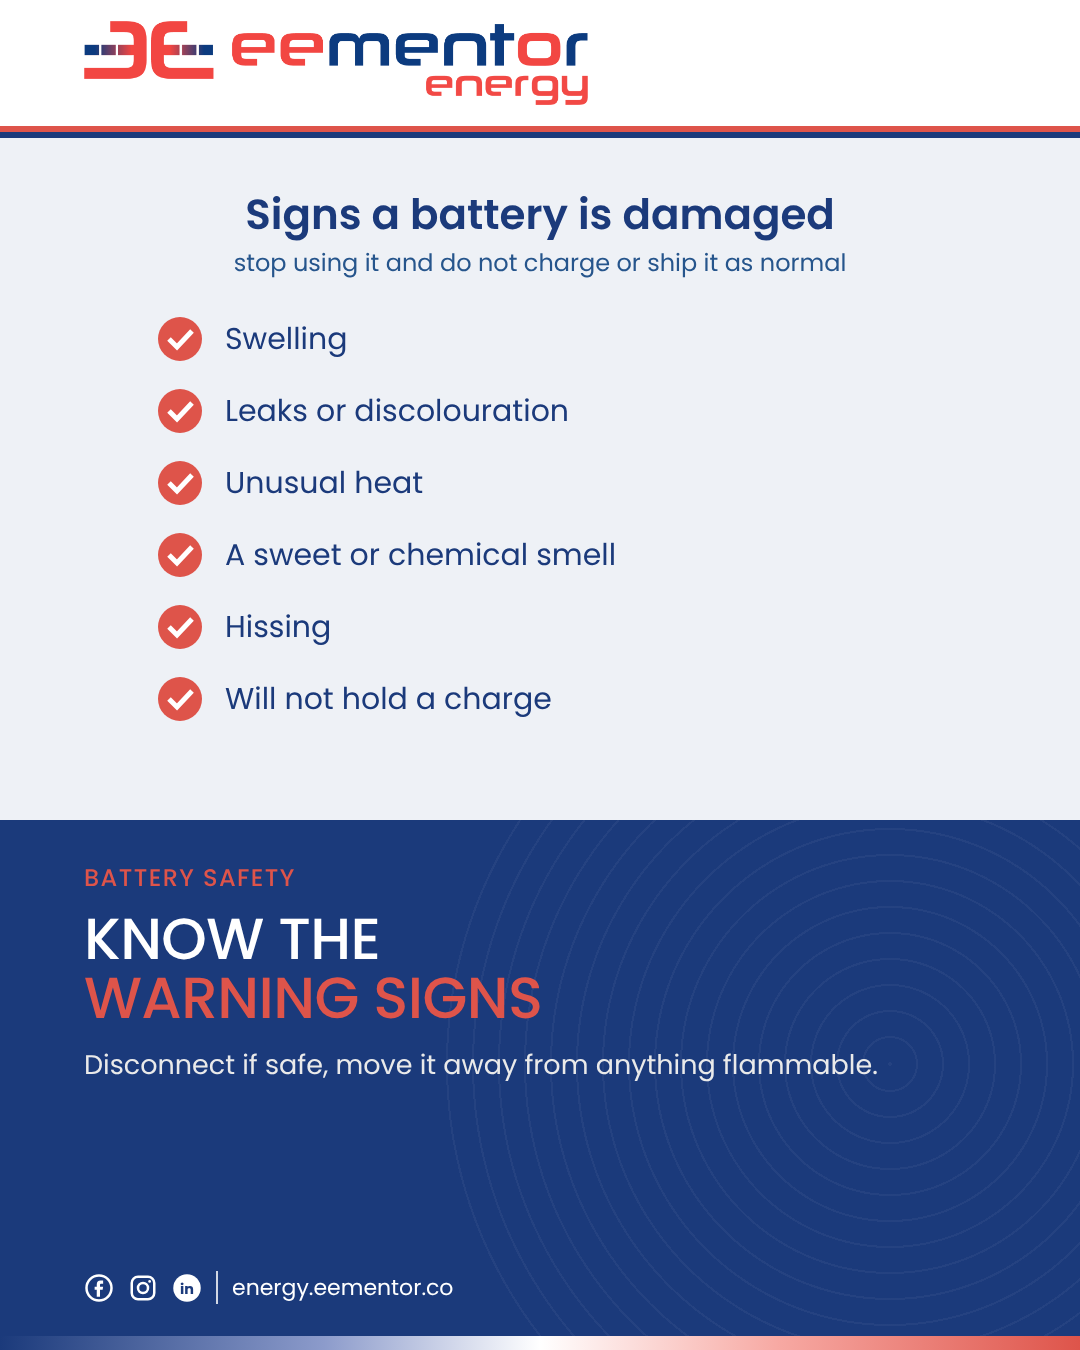 eementor
energy
Signs a battery is damaged
stop using it and do not charge or ship it as normal
Swelling
Leaks or discolouration
Unusual heat
A sweet or chemical smell
Hissing
Will not hold a charge
BATTERY SAFETY
KNOW THE
WARNING SIGNS
Disconnect if safe, move it away from anything flammable.
energy.eementor.co